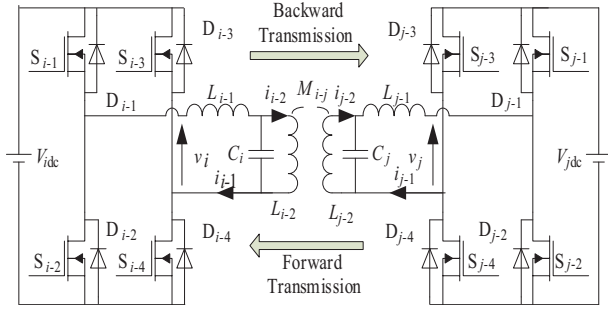 Backward
Transmission
D_{i-3}
D_{j-3}
S_{i-1}
S_{i-3}
S_{j-3}
S_{j-1}
D_{i-1}
L_{i-1}
i_{i-2}
M_{i-j}
i_{j-2}
L_{j-1}
D_{j-1}
V_{idc}
v_i
C_i
C_j
v_j
V_{jdc}
i_{i-1}
i_{j-1}
L_{i-2}
L_{j-2}
D_{i-2}
D_{i-4}
D_{j-4}
D_{j-2}
S_{i-2}
S_{i-4}
S_{j-4}
S_{j-2}
Forward
Transmission